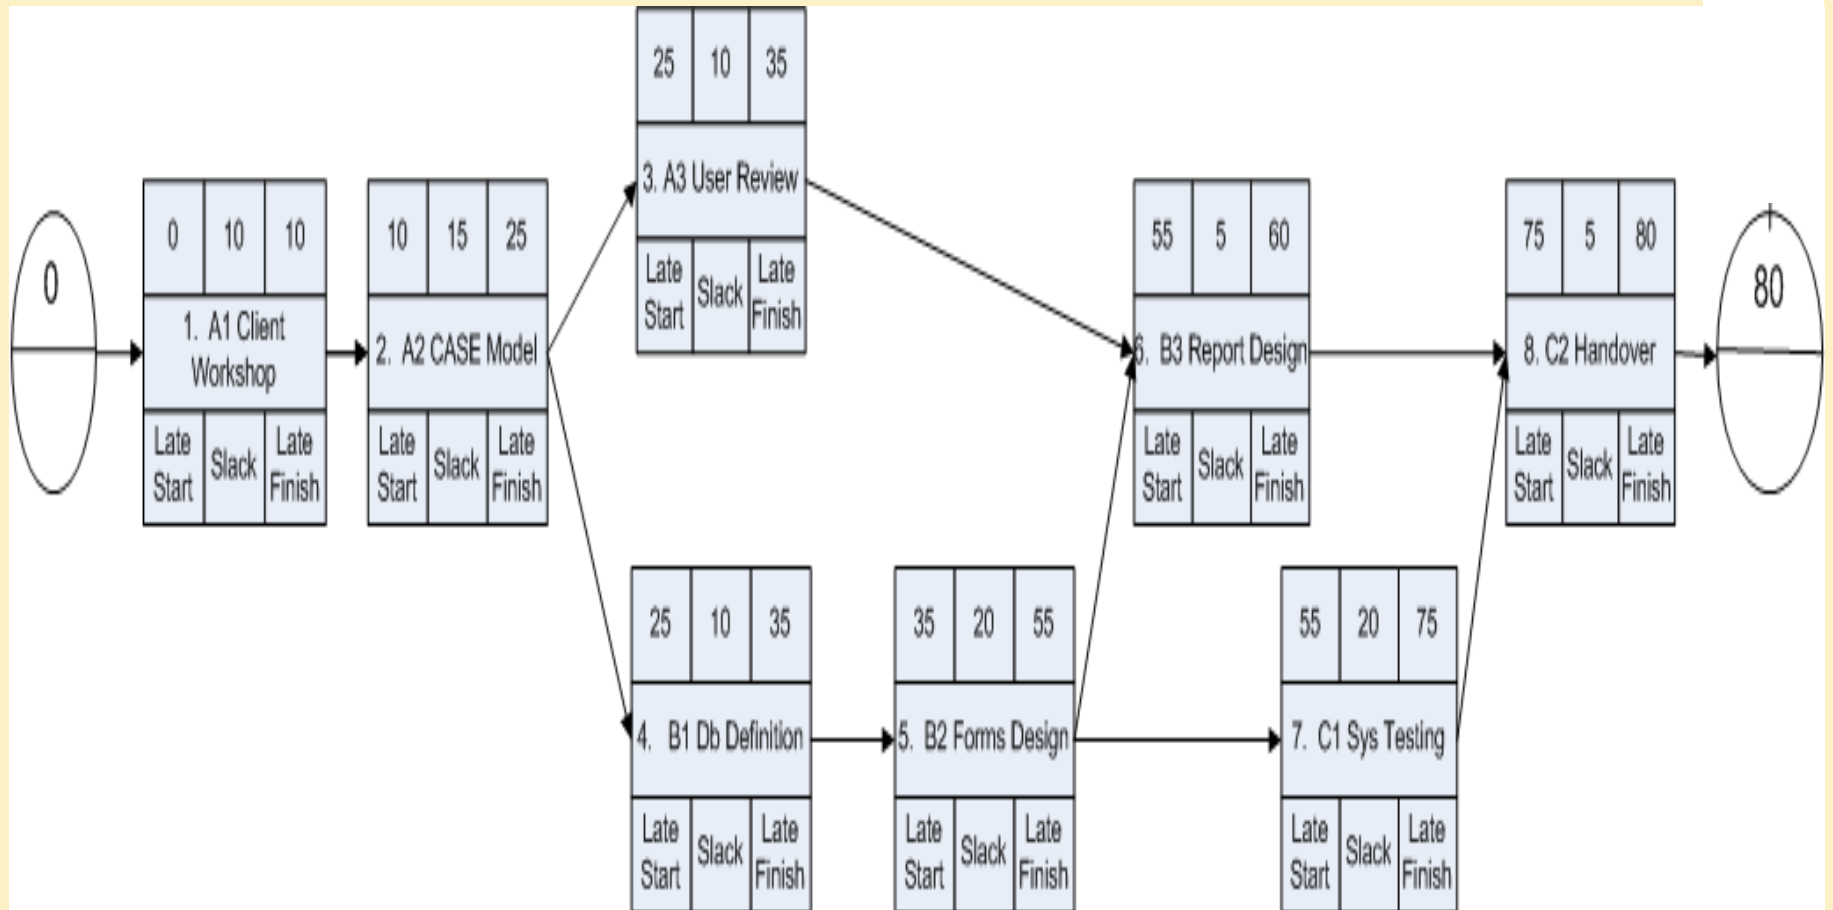 25 10 35
3. A3 User Review
Late Start Slack Late Finish
0
0 10 10
1. A1 Client
Workshop
Late Start Slack Late Finish
10 15 25
2. A2 CASE Model
Late Start Slack Late Finish
55 5 60
6. B3 Report Design
Late Start Slack Late Finish
75 5 80
8. C2 Handover
Late Start Slack Late Finish
80
25 10 35
4. B1 Db Definition
Late Start Slack Late Finish
35 20 55
5. B2 Forms Design
Late Start Slack Late Finish
55 20 75
7. C1 Sys Testing
Late Start Slack Late Finish